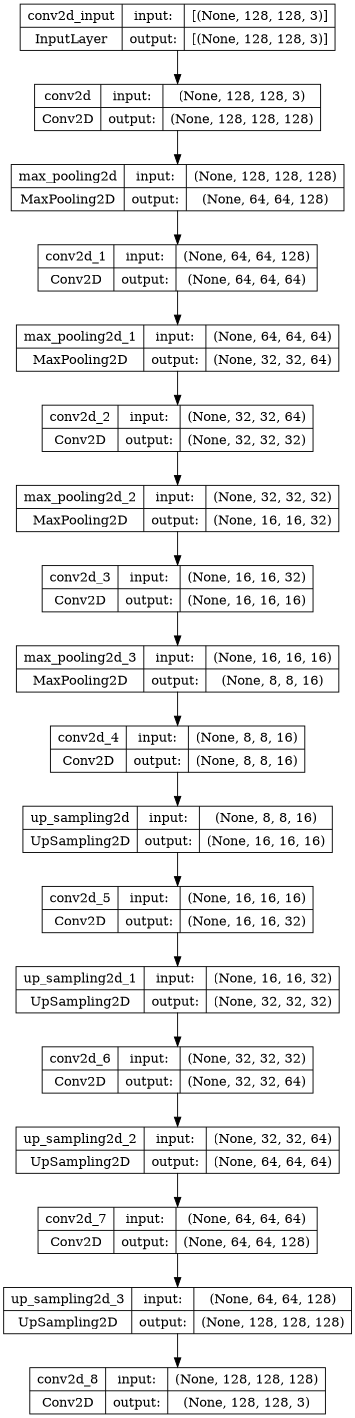 conv2d_input input: [(None, 128, 128, 3)]
InputLayer output: [(None, 128, 128, 3)]
conv2d input: (None, 128, 128, 3)
Conv2D output: (None, 128, 128, 128)
max_pooling2d input: (None, 128, 128, 128)
MaxPooling2D output: (None, 64, 64, 128)
conv2d_1 input: (None, 64, 64, 128)
Conv2D output: (None, 64, 64, 64)
max_pooling2d_1 input: (None, 64, 64, 64)
MaxPooling2D output: (None, 32, 32, 64)
conv2d_2 input: (None, 32, 32, 64)
Conv2D output: (None, 32, 32, 32)
max_pooling2d_2 input: (None, 32, 32, 32)
MaxPooling2D output: (None, 16, 16, 32)
conv2d_3 input: (None, 16, 16, 32)
Conv2D output: (None, 16, 16, 16)
max_pooling2d_3 input: (None, 16, 16, 16)
MaxPooling2D output: (None, 8, 8, 16)
conv2d_4 input: (None, 8, 8, 16)
Conv2D output: (None, 8, 8, 16)
up_sampling2d input: (None, 8, 8, 16)
UpSampling2D output: (None, 16, 16, 16)
conv2d_5 input: (None, 16, 16, 16)
Conv2D output: (None, 16, 16, 32)
up_sampling2d_1 input: (None, 16, 16, 32)
UpSampling2D output: (None, 32, 32, 32)
conv2d_6 input: (None, 32, 32, 32)
Conv2D output: (None, 32, 32, 64)
up_sampling2d_2 input: (None, 32, 32, 64)
UpSampling2D output: (None, 64, 64, 64)
conv2d_7 input: (None, 64, 64, 64)
Conv2D output: (None, 64, 64, 128)
up_sampling2d_3 input: (None, 64, 64, 128)
UpSampling2D output: (None, 128, 128, 128)
conv2d_8 input: (None, 128, 128, 128)
Conv2D output: (None, 128, 128, 3)